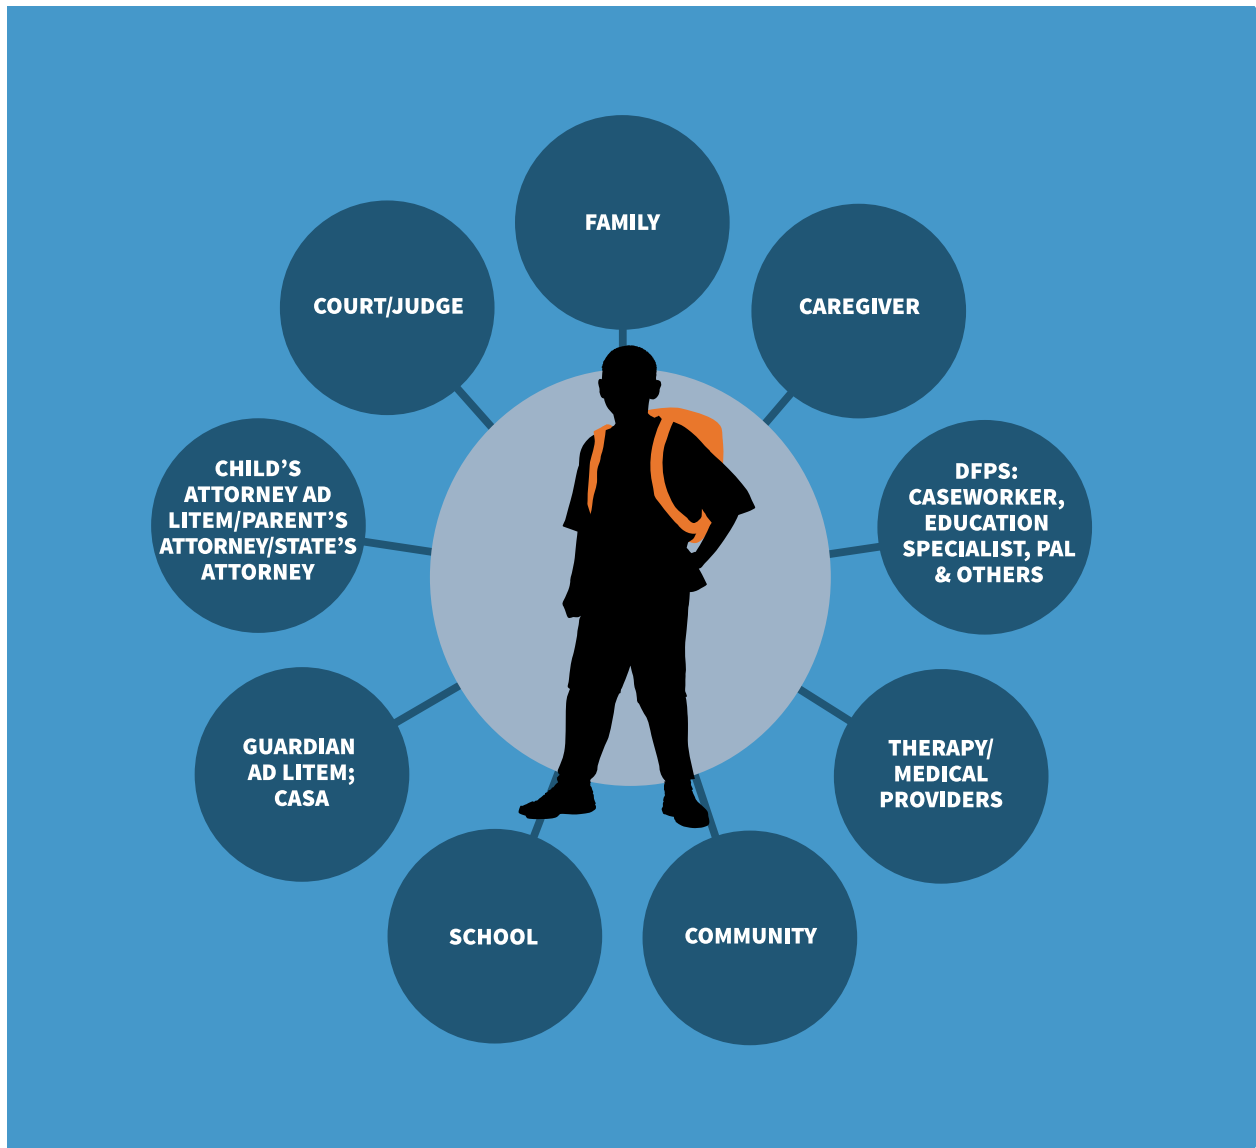 FAMILY
COURT/JUDGE
CAREGIVER
CHILD’S
ATTORNEY AD
LITEM/PARENT’S
ATTORNEY/STATE’S
ATTORNEY
DFPS:
CASEWORKER,
EDUCATION
SPECIALIST, PAL
& OTHERS
GUARDIAN
AD LITEM;
CASA
THERAPY/
MEDICAL
PROVIDERS
SCHOOL
COMMUNITY